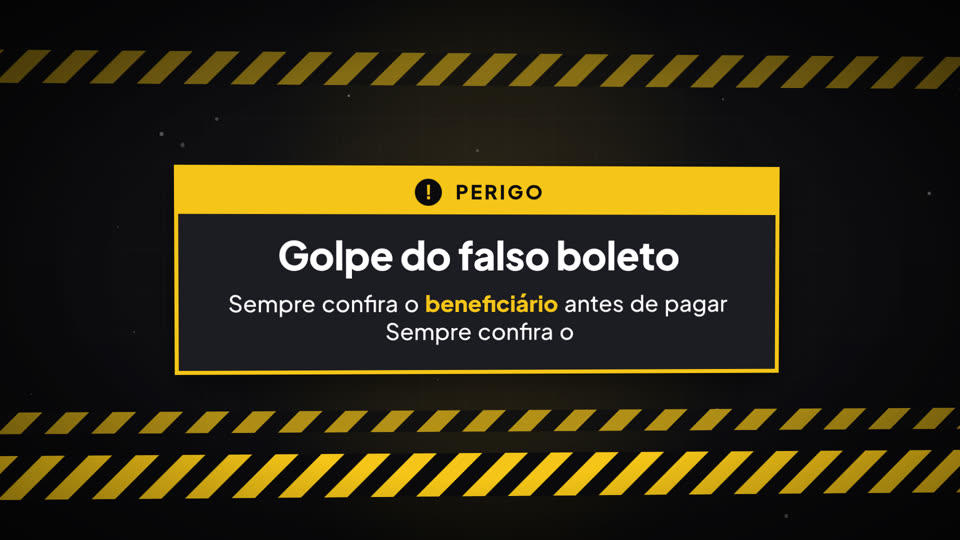 ! PERIGO
Golpe do falso boleto
Sempre confira o beneficiário antes de pagar
Sempre confira o